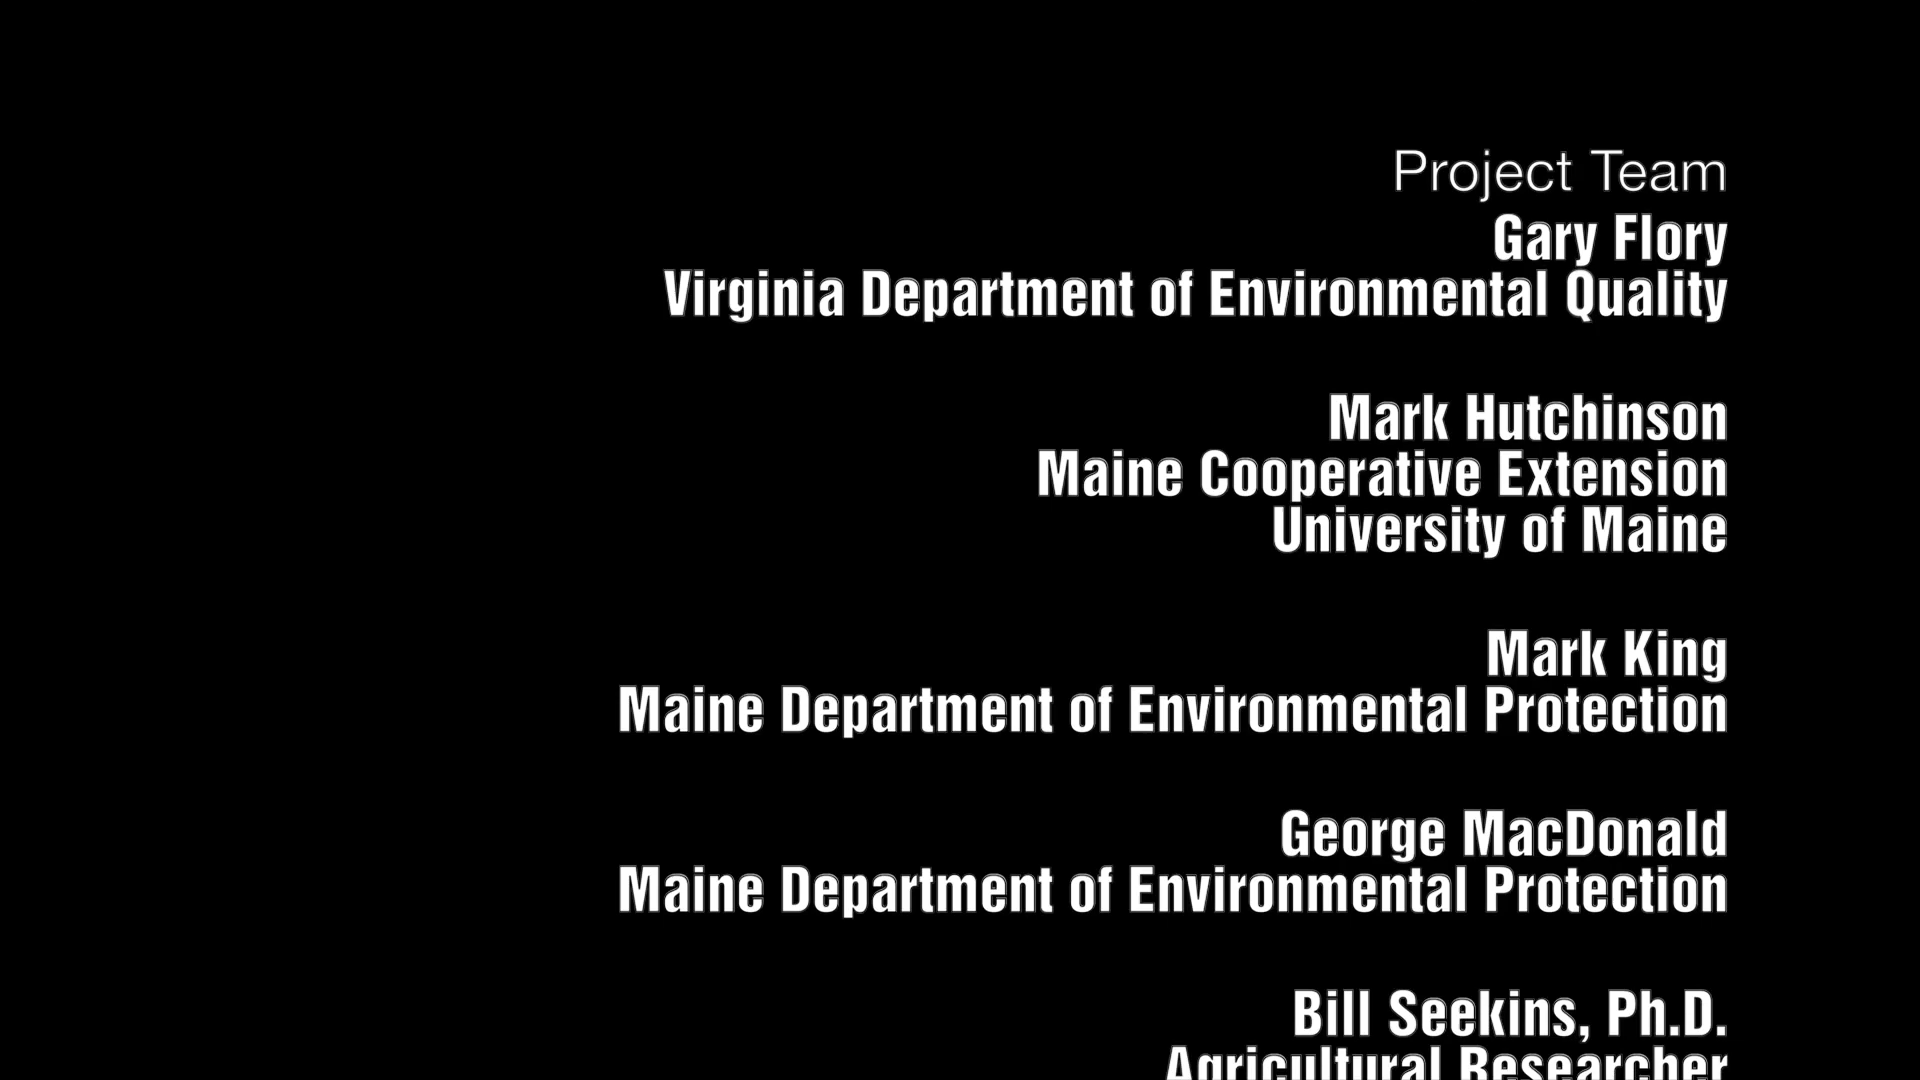 Project Team
Gary Flory
Virginia Department of Environmental Quality
Mark Hutchinson
Maine Cooperative Extension
University of Maine
Mark King
Maine Department of Environmental Protection
George MacDonald
Maine Department of Environmental Protection
Bill Seekins, Ph.D.
Agricultural Researcher